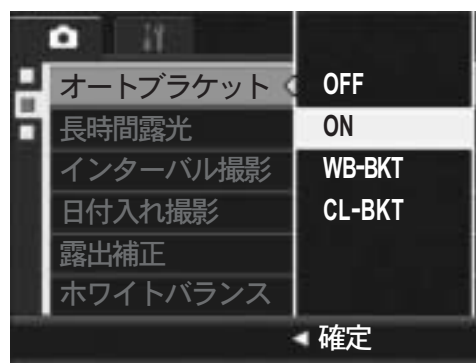 オートブラケット
長時間露光
インターバル撮影
日付入れ撮影
露出補正
ホワイトバランス
OFF
ON
WB-BKT
CL-BKT
確定